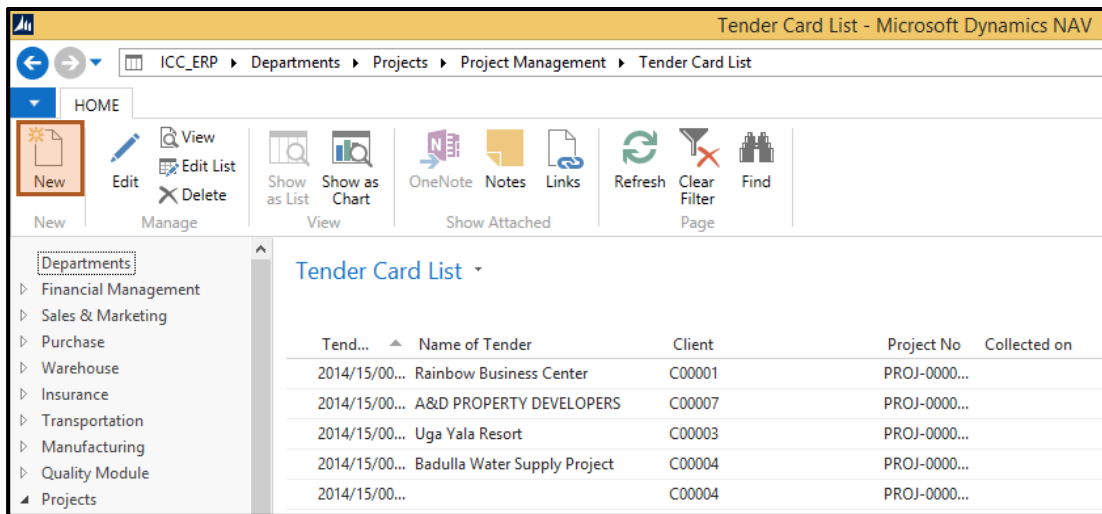 Tender Card List - Microsoft Dynamics NAV
ICC_ERP Departments Projects Project Management Tender Card List
HOME
New
Edit
View
Edit List
Delete
Show as List
Show as Chart
OneNote
Notes
Links
Refresh
Clear Filter
Find
New Manage View Show Attached Page
Departments
Financial Management
Sales & Marketing
Purchase
Warehouse
Insurance
Transportation
Manufacturing
Quality Module
Projects
Tender Card List
Tend... Name of Tender Client Project No Collected on
2014/15/00... Rainbow Business Center C00001 PROJ-0000...
2014/15/00... A&D PROPERTY DEVELOPERS C00007 PROJ-0000...
2014/15/00... Uga Yala Resort C00003 PROJ-0000...
2014/15/00... Badulla Water Supply Project C00004 PROJ-0000...
2014/15/00... C00004 PROJ-0000...